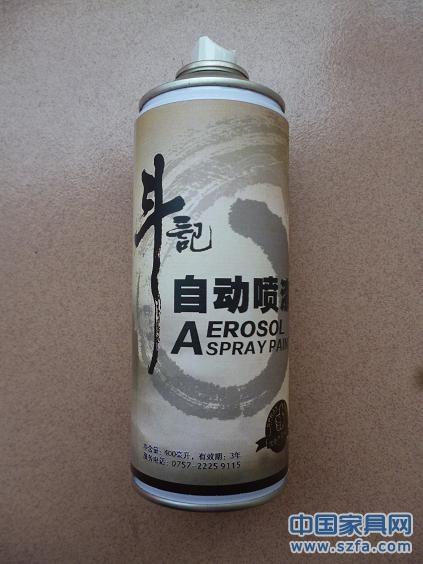 斗記
自动喷漆
AEROSOL
SPRAY PAIN
净含量：400毫升，有效期：3年
服务电话：0757-2225 9115
中国家具网
www.szfa.com